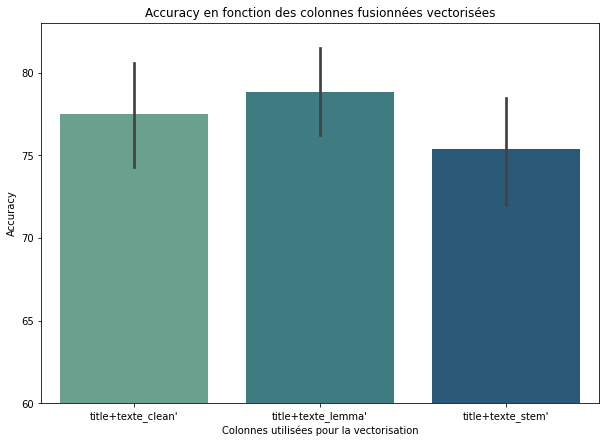 Accuracy en fonction des colonnes fusionnées vectorisées
80
75
70
65
60
Accuracy
title+texte_clean'
title+texte_lemma'
title+texte_stem'
Colonnes utilisées pour la vectorisation